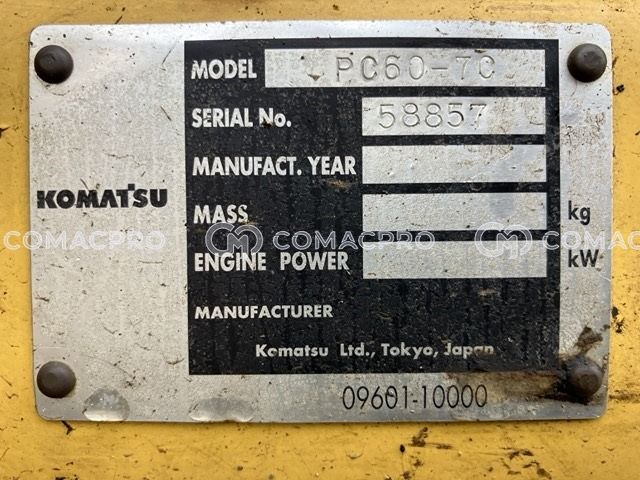 MODEL PC60-7C
SERIAL No. 58857
MANUFACT. YEAR
KOMATSU
MASS kg
COMACPRO COMACPRO COMACPRO
ENGINE POWER kW
MANUFACTURER
Komatsu Ltd., Tokyo, Japan
09601-10000